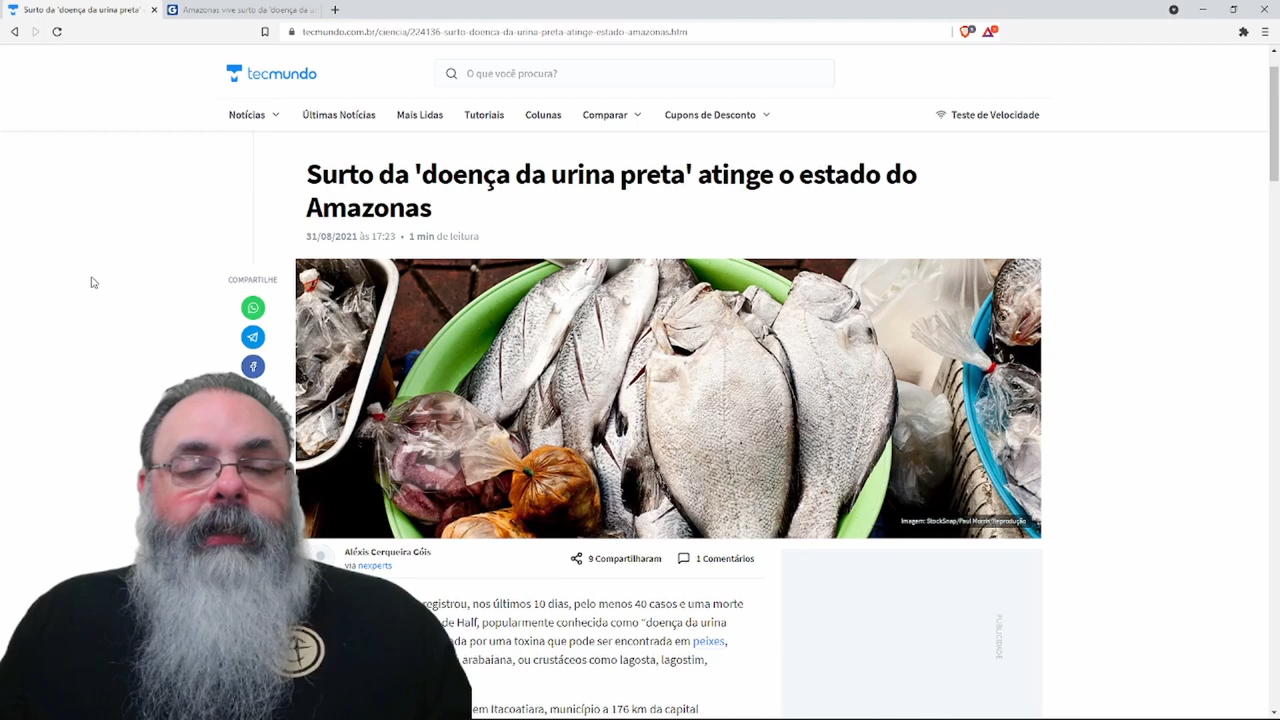 Surto da 'doença da urina preta'
Amazonas vive surto da 'doença da u
tecmundo.com.br/ciencia/224136-surto-doenca-da-urina-preta-atinge-estado-amazonas.htm
tecmundo
O que você procura?
Notícias
Últimas Notícias
Mais Lidas
Tutoriais
Colunas
Comparar
Cupons de Desconto
Teste de Velocidade
Surto da 'doença da urina preta' atinge o estado do
Amazonas
31/08/2021 às 17:23 • 1 min de leitura
COMPARTILHE
Imagem: StockSnap/Paul Morris/Reprodução
Aléxis Cerqueira Góis
via nexperts
9 Compartilharam
1 Comentários
egistrou, nos últimos 10 dias, pelo menos 40 casos e uma morte
de Half, popularmente conhecida como "doença da urina
ada por uma toxina que pode ser encontrada em peixes,
arabaiana, ou crustáceos como lagosta, lagostim,
em Itacoatiara, município a 176 km da capital
PUBLICIDADE